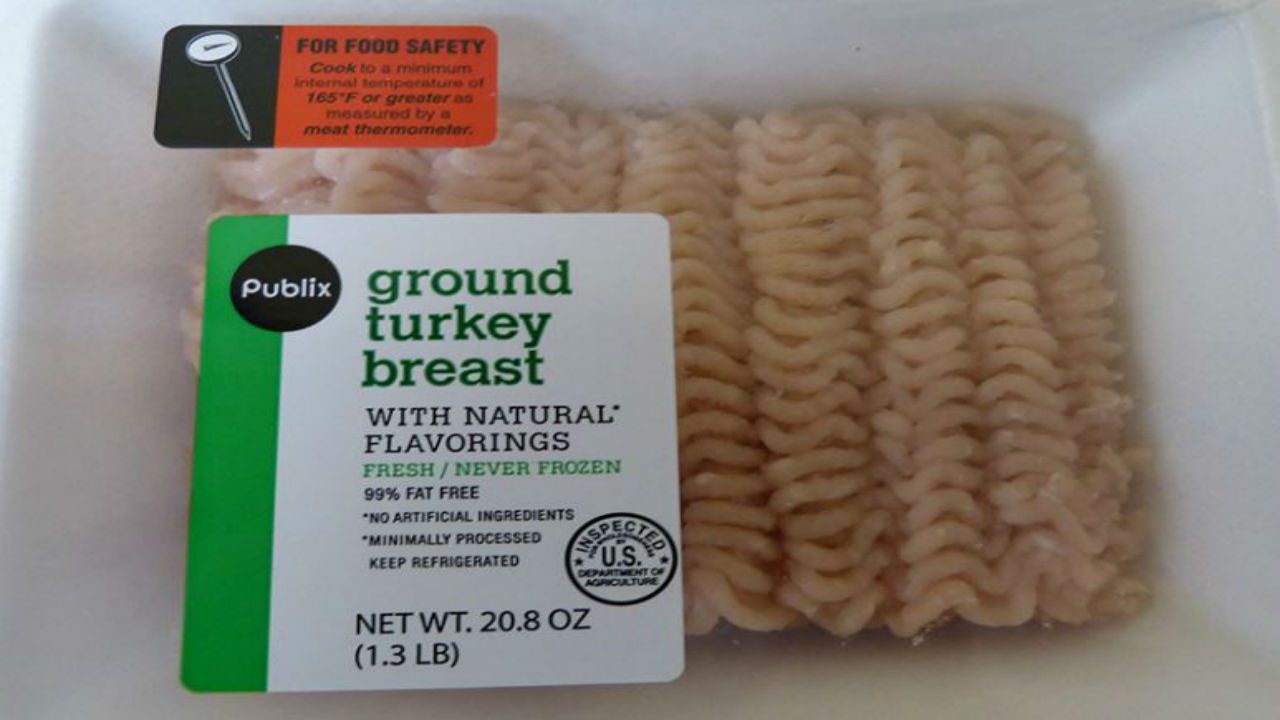 FOR FOOD SAFETY
Cook to a minimum
internal temperature of
165°F or greater as
measured by a
meat thermometer.
Publix
ground
turkey
breast
WITH NATURAL*
FLAVORINGS
FRESH / NEVER FROZEN
99% FAT FREE
*NO ARTIFICIAL INGREDIENTS
*MINIMALLY PROCESSED
KEEP REFRIGERATED
INSPECTED
U.S.
DEPARTMENT OF
AGRICULTURE
NET WT. 20.8 OZ
(1.3 LB)